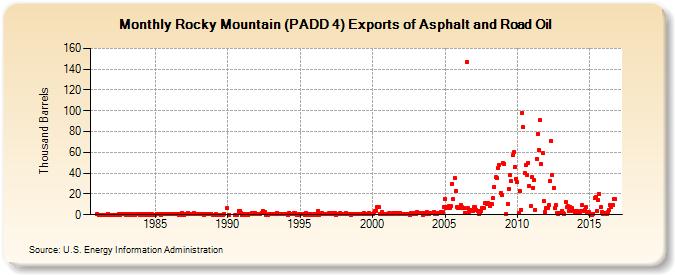 Monthly Rocky Mountain (PADD 4) Exports of Asphalt and Road Oil
Thousand Barrels
160
140
120
100
80
60
40
20
0
1985 1990 1995 2000 2005 2010 2015
Source: U.S. Energy Information Administration